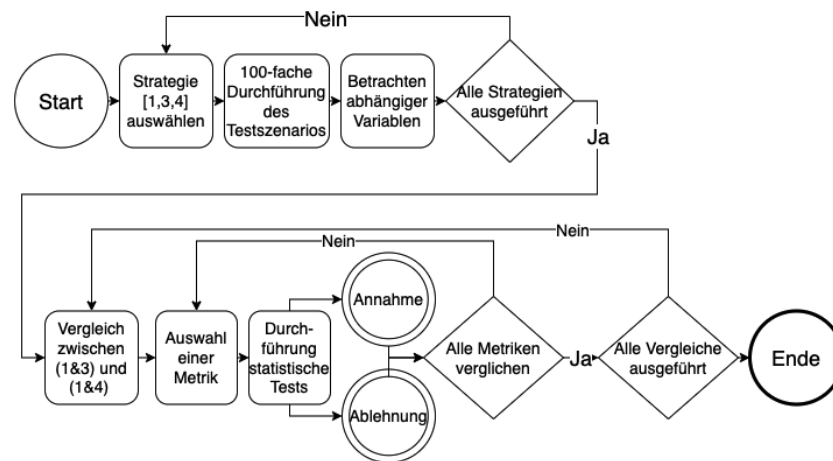 Nein
Start
Strategie
[1,3,4]
auswählen
100-fache
Durchführung
des
Testszenarios
Betrachten
abhängiger
Variablen
Alle Strategien
ausgeführt
Ja
Nein
Nein
Vergleich
zwischen
(1&3) und
(1&4)
Auswahl
einer
Metrik
Durch-
führung
statistische
Tests
Annahme
Ablehnung
Alle Metriken
verglichen
Ja
Alle Vergleiche
ausgeführt
Ende